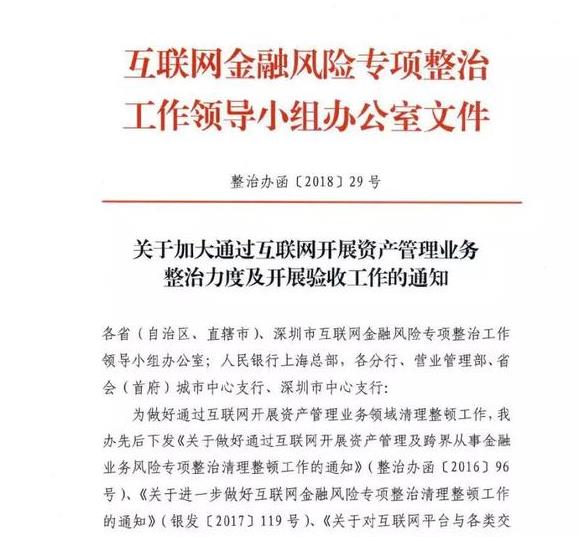 互联网金融风险专项整治
工作领导小组办公室文件
整治办函〔2018〕29号
关于加大通过互联网开展资产管理业务
整治力度及开展验收工作的通知
各省（自治区、直辖市）、深圳市互联网金融风险专项整治工作
领导小组办公室；人民银行上海总部，各分行、营业管理部、省
会（首府）城市中心支行、深圳市中心支行：
为做好通过互联网开展资产管理业务领域清理整顿工作，我
办先后下发《关于做好通过互联网开展资产管理及跨界从事金融
业务风险专项整治清理整顿工作的通知》（整治办函〔2016〕96
号）、《关于进一步做好互联网金融风险专项整治清理整顿工作
的通知》（银发〔2017〕119号）、《关于对互联网平台与各类交